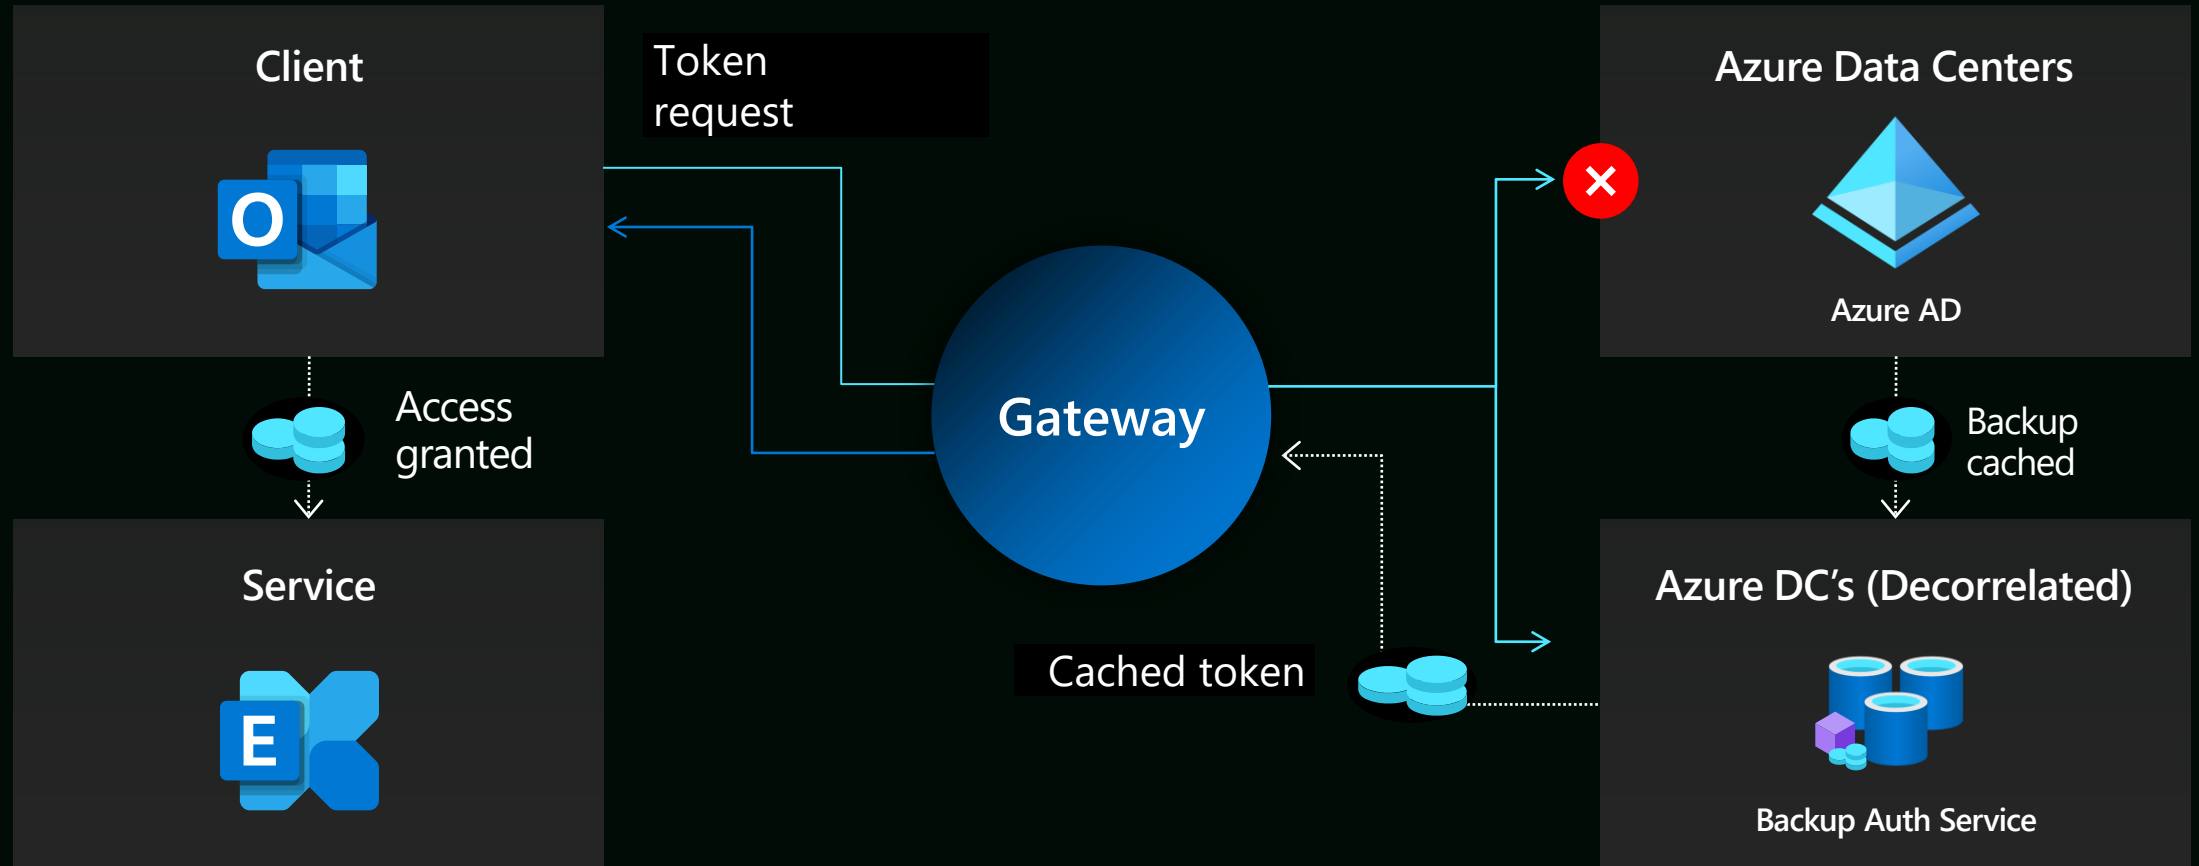 Client
O
Token
request
Azure Data Centers
Azure AD
Access
granted
Gateway
Backup
cached
Service
E
Cached token
Azure DC’s (Decorrelated)
Backup Auth Service